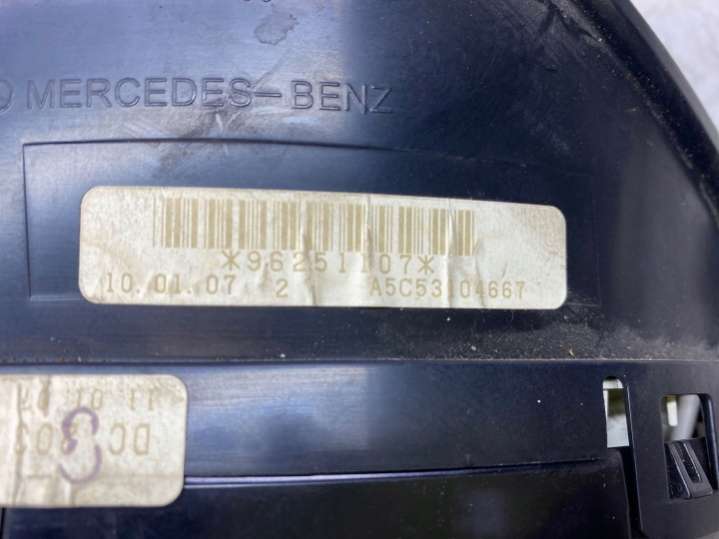 MERCEDES-BENZ
*96251107*
10.01.07 2 A5C53104667